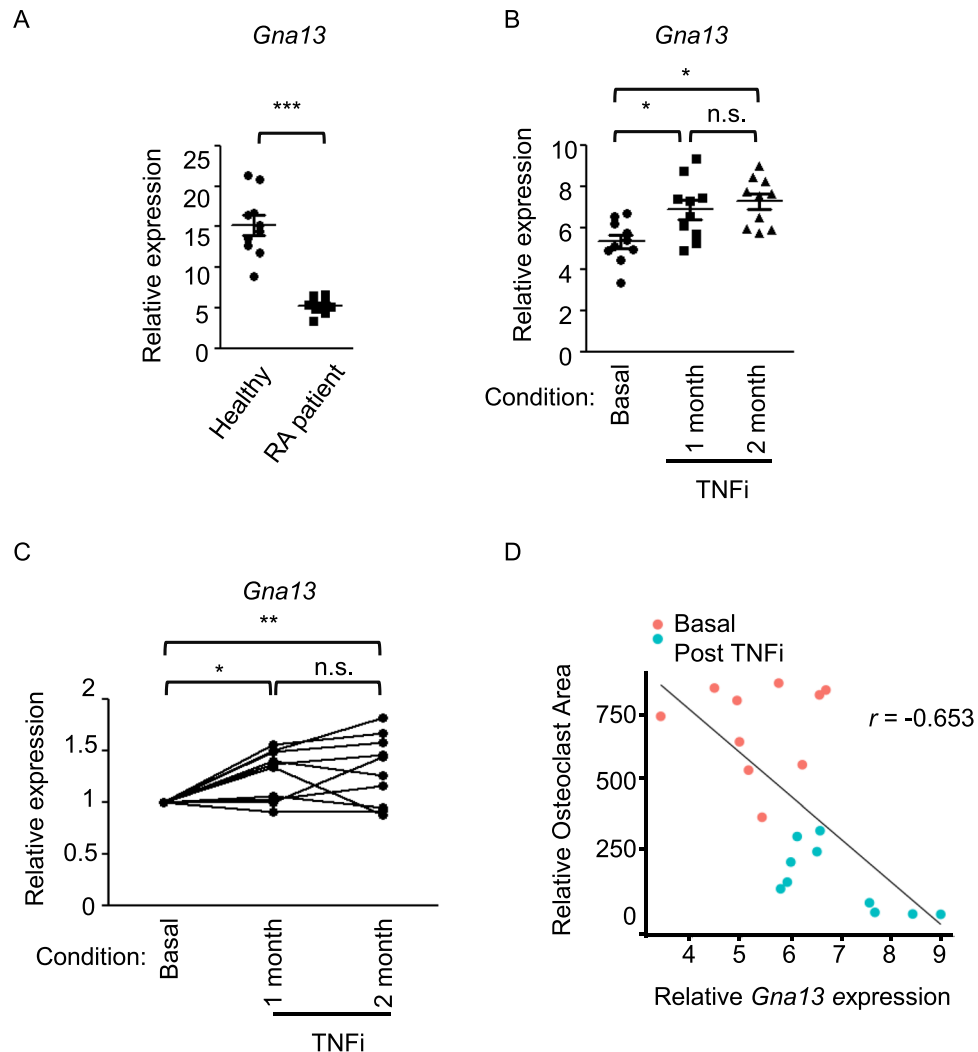 A
Gna13
***
Relative expression
25
20
15
10
5
0
Healthy
RA patient
B
Gna13
*
*
n.s.
Relative expression
10
8
6
4
2
0
Condition:
Basal
1 month
2 month
TNFi
C
Gna13
**
*
n.s.
Relative expression
2
1.5
1
0.5
0
Condition:
Basal
1 month
2 month
TNFi
D
Basal
Post TNFi
r = -0.653
Relative Osteoclast Area
750
500
250
0
4 5 6 7 8 9
Relative Gna13 expression